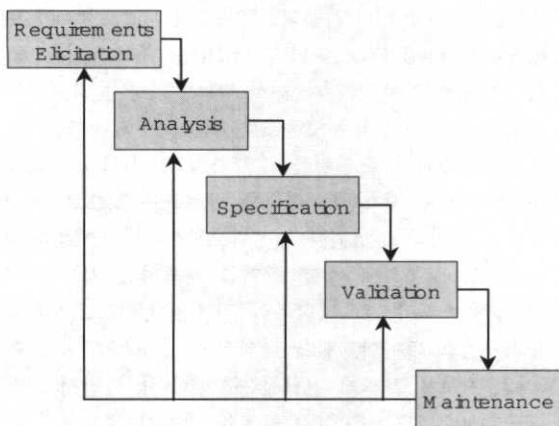 Requirements
Elicitation
Analysis
Specification
Validation
Maintenance